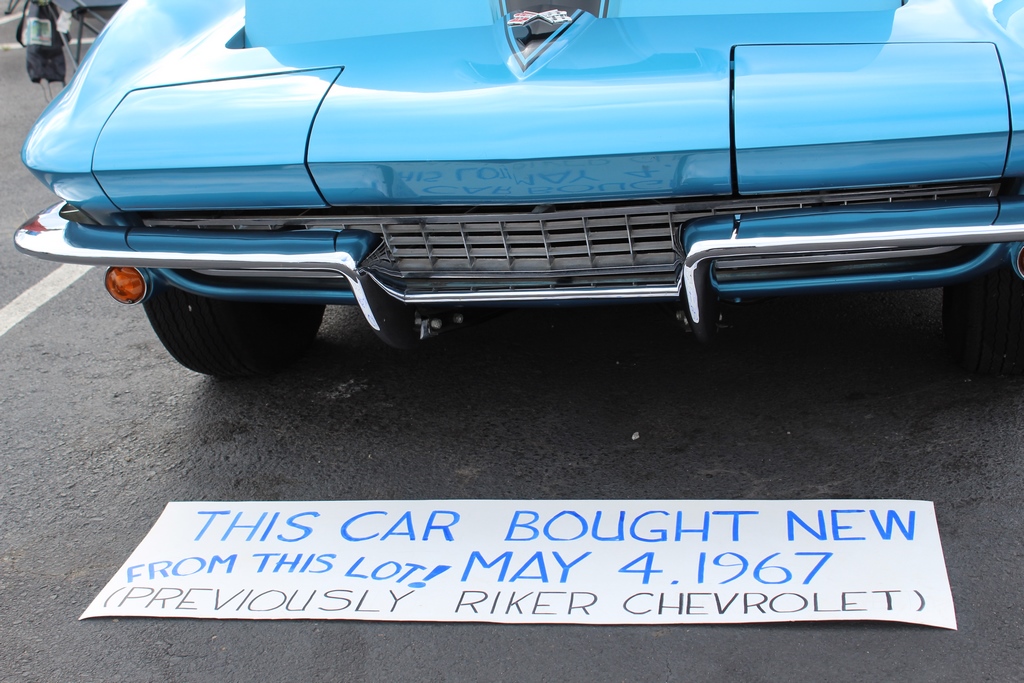 THIS CAR BOUGHT NEW
FROM THIS LOT! MAY 4, 1967
(PREVIOUSLY RIKER CHEVROLET)